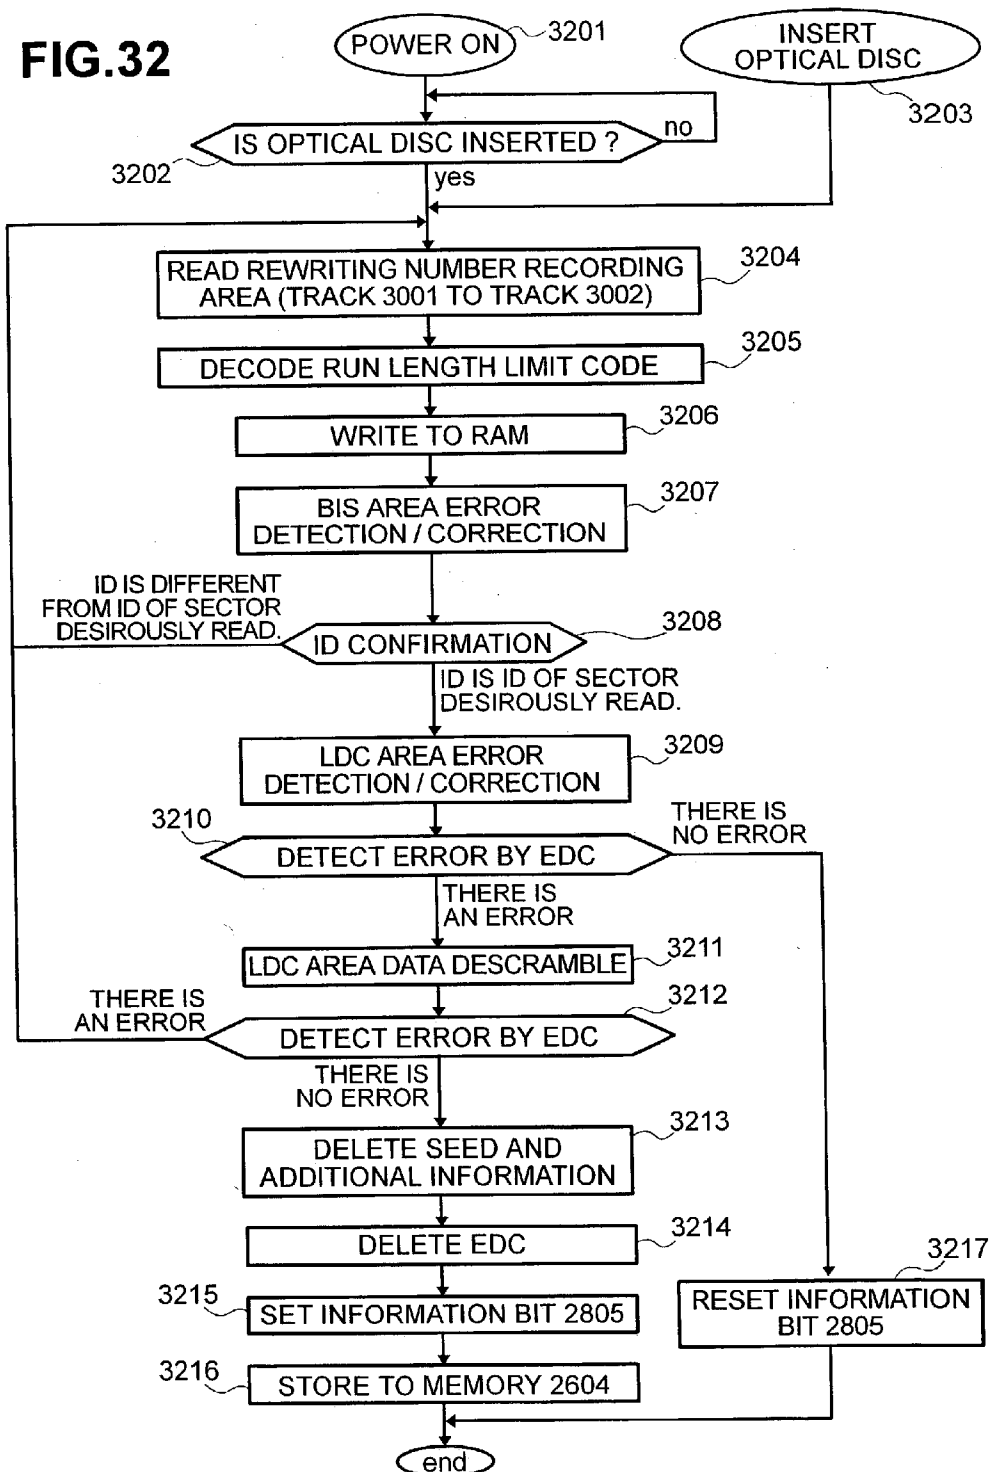 FIG.32
POWER ON
3201
INSERT
OPTICAL DISC
3203
IS OPTICAL DISC INSERTED ?
no
3202
yes
READ REWRITING NUMBER RECORDING
AREA (TRACK 3001 TO TRACK 3002)
3204
DECODE RUN LENGTH LIMIT CODE
3205
WRITE TO RAM
3206
BIS AREA ERROR
DETECTION / CORRECTION
3207
ID IS DIFFERENT
FROM ID OF SECTOR
DESIROUSLY READ.
ID CONFIRMATION
3208
ID IS ID OF SECTOR
DESIROUSLY READ.
LDC AREA ERROR
DETECTION / CORRECTION
3209
3210
DETECT ERROR BY EDC
THERE IS
NO ERROR
THERE IS
AN ERROR
LDC AREA DATA DESCRAMBLE
3211
THERE IS
AN ERROR
DETECT ERROR BY EDC
3212
THERE IS
NO ERROR
DELETE SEED AND
ADDITIONAL INFORMATION
3213
DELETE EDC
3214
3215
SET INFORMATION BIT 2805
3217
RESET INFORMATION
BIT 2805
3216
STORE TO MEMORY 2604
end